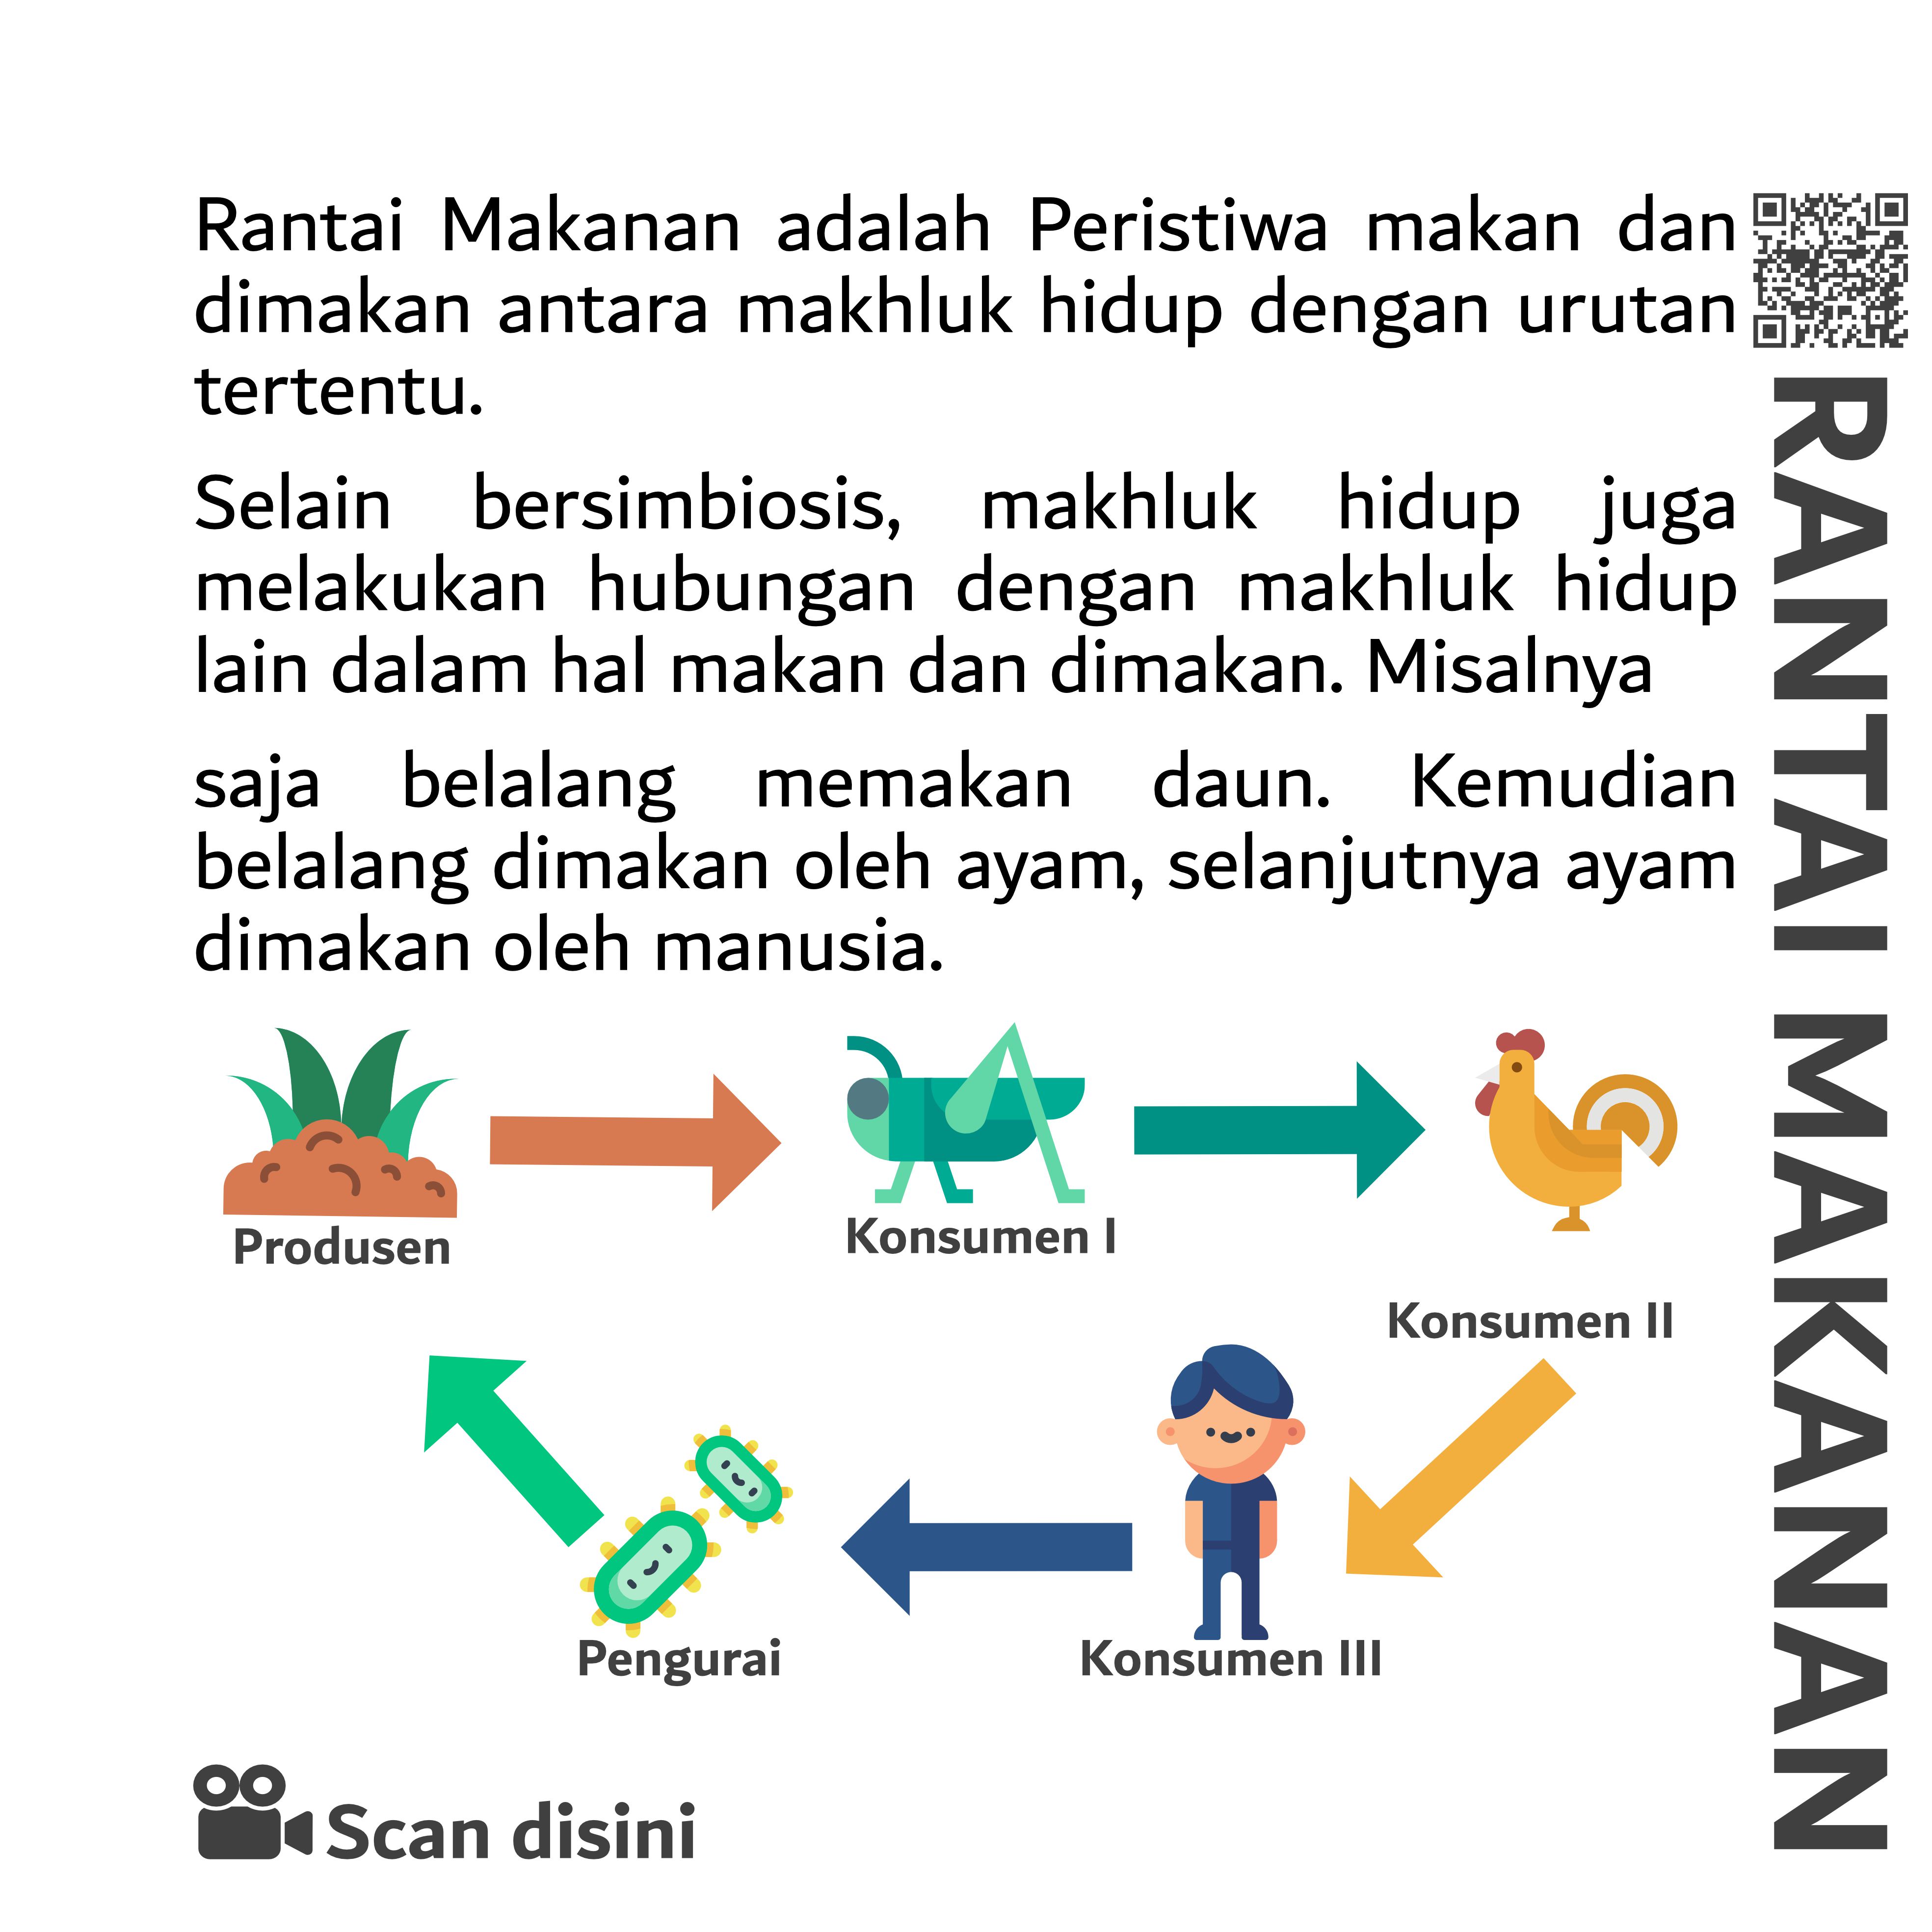 Rantai Makanan adalah Peristiwa makan dan
dimakan antara makhluk hidup dengan urutan
tertentu.
Selain bersimbiosis, makhluk hidup juga
melakukan hubungan dengan makhluk hidup
lain dalam hal makan dan dimakan. Misalnya
saja belalang memakan daun. Kemudian
belalang dimakan oleh ayam, selanjutnya ayam
dimakan oleh manusia.
RANTAI MAKANAN
Produsen
Konsumen I
Konsumen II
Konsumen III
Pengurai
Scan disini